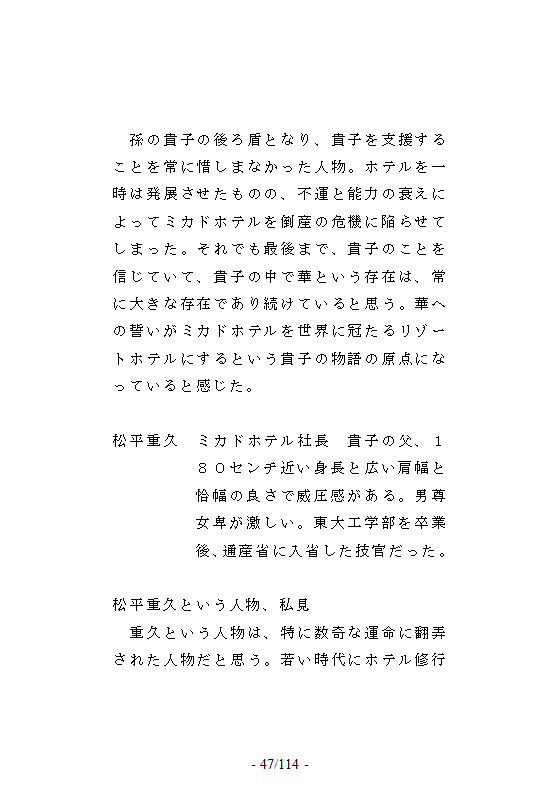 孫の貴子の後ろ盾となり、貴子を支援する
ことを常に惜しまなかった人物。ホテルを一
時は発展させたものの、不運と能力の衰えに
よってミカドホテルを倒産の危機に陥らせて
しまった。それでも最後まで、貴子のことを
信じていて、貴子の中で華という存在は、常
に大きな存在であり続けていると思う。華へ
の誓いがミカドホテルを世界に冠たるリゾー
トホテルにするという貴子の物語の原点にな
っていると感じた。
松平重久　ミカドホテル社長　貴子の父、１
８０センチ近い身長と広い肩幅と
恰幅の良さで威圧感がある。男尊
女卑が激しい。東大工学部を卒業
後、通産省に入省した技官だった。
松平重久という人物、私見
重久という人物は、特に数奇な運命に翻弄
された人物だと思う。若い時代にホテル修行
- 47/114 -